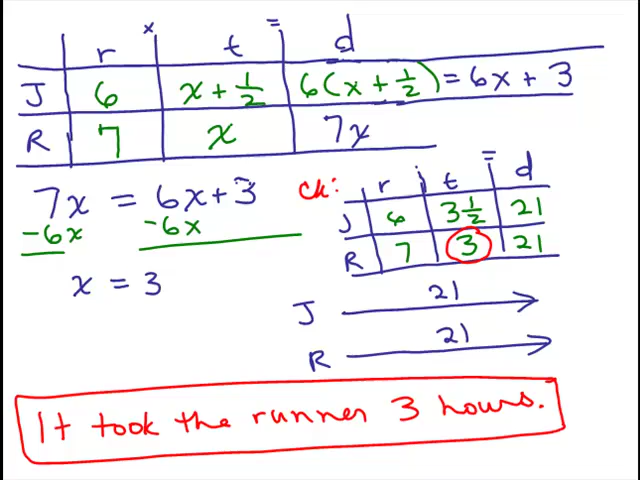 r × t = d
J 6 x + 1/2 6(x + 1/2) = 6x + 3
R 7 x 7x
7x = 6x + 3
-6x -6x
x = 3
Ck:
r · t = d
J 6 3 1/2 21
R 7 3 21
J 21
R 21
It took the runner 3 hours.